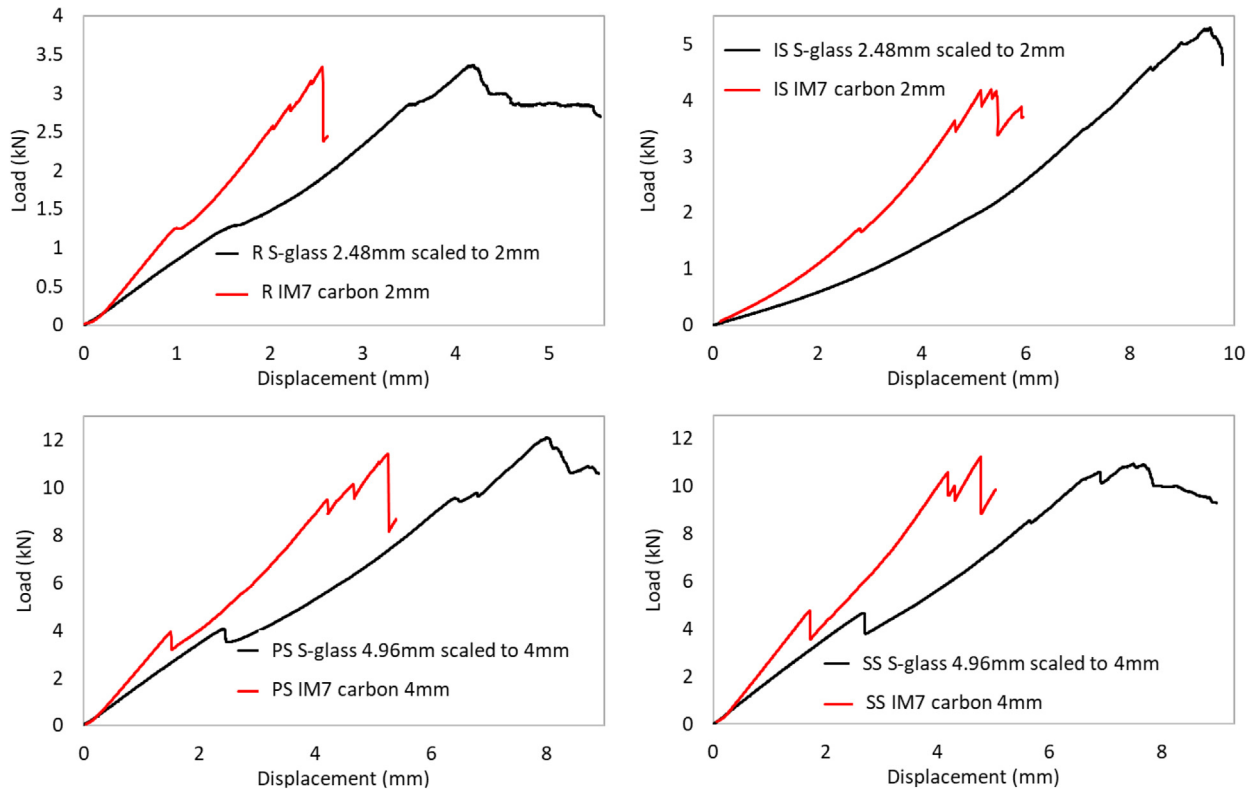 4
3.5
3
2.5
2
1.5
1
0.5
0
Load (kN)
R S-glass 2.48mm scaled to 2mm
R IM7 carbon 2mm
0 1 2 3 4 5
Displacement (mm)
5
4
3
2
1
0
Load (kN)
IS S-glass 2.48mm scaled to 2mm
IS IM7 carbon 2mm
0 2 4 6 8 10
Displacement (mm)
12
10
8
6
4
2
0
Load (kN)
PS S-glass 4.96mm scaled to 4mm
PS IM7 carbon 4mm
0 2 4 6 8
Displacement (mm)
12
10
8
6
4
2
0
Load (kN)
SS S-glass 4.96mm scaled to 4mm
SS IM7 carbon 4mm
0 2 4 6 8
Displacement (mm)